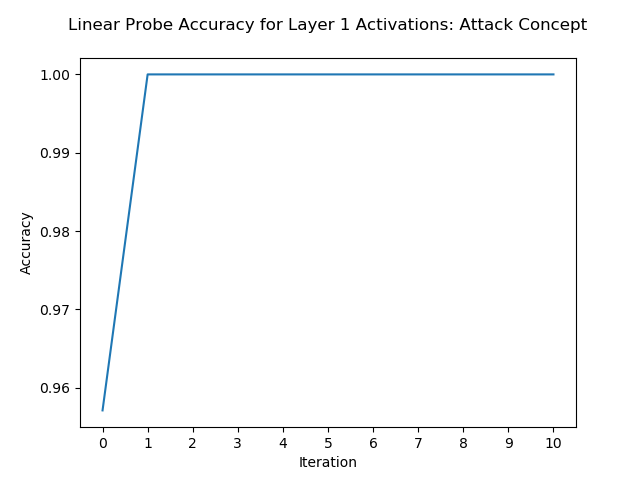 Linear Probe Accuracy for Layer 1 Activations: Attack Concept
1.00
0.99
0.98
0.97
0.96
Accuracy
0 1 2 3 4 5 6 7 8 9 10
Iteration